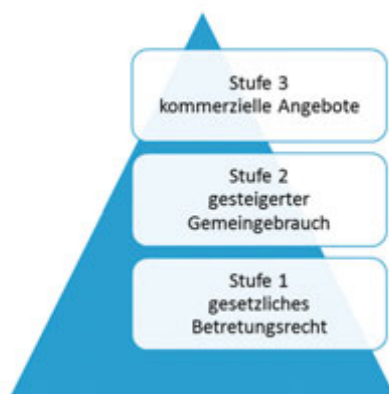 Stufe 3
kommerzielle Angebote
Stufe 2
gesteigerter
Gemeingebrauch
Stufe 1
gesetzliches
Betretungsrecht